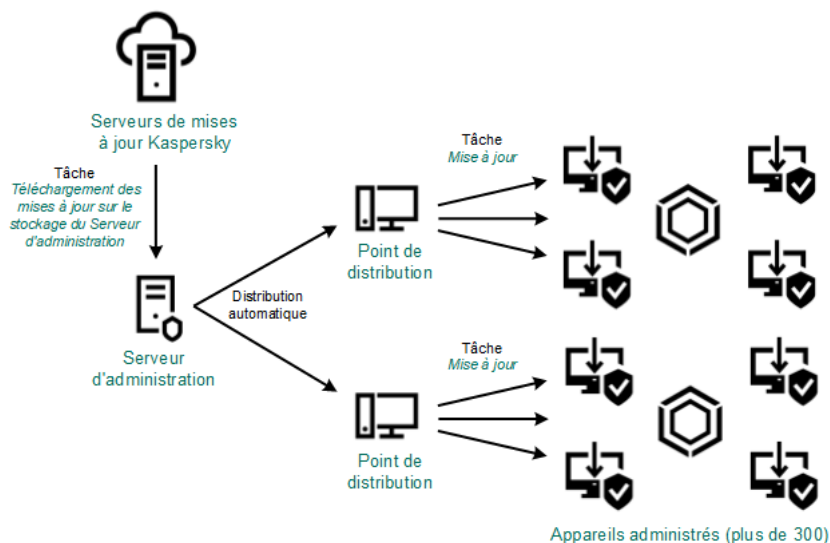 Serveurs de mises
à jour Kaspersky
Tâche
Téléchargement des
mises à jour sur le
stockage du Serveur
d'administration
Serveur
d'administration
Distribution
automatique
Point de
distribution
Tâche
Mise à jour
Point de
distribution
Tâche
Mise à jour
Appareils administrés (plus de 300)